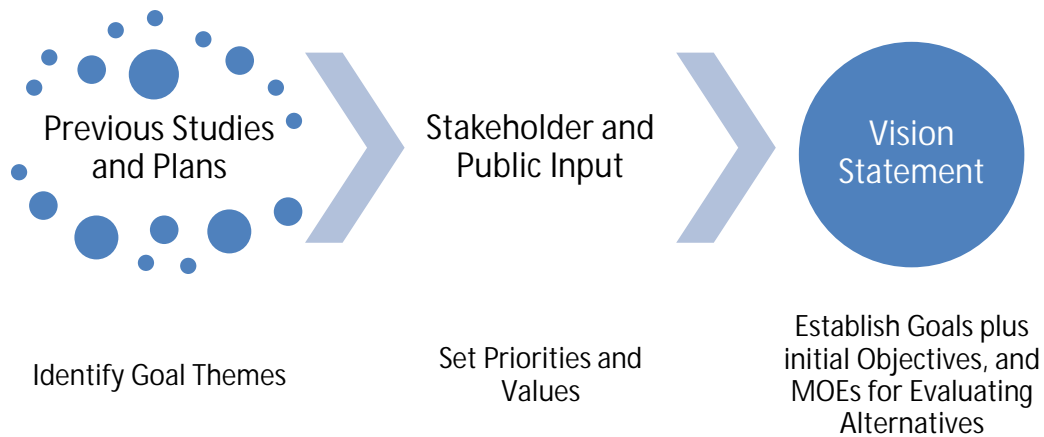 Previous Studies
and Plans
Stakeholder and
Public Input
Vision
Statement
Identify Goal Themes
Set Priorities and
Values
Establish Goals plus
initial Objectives, and
MOEs for Evaluating
Alternatives